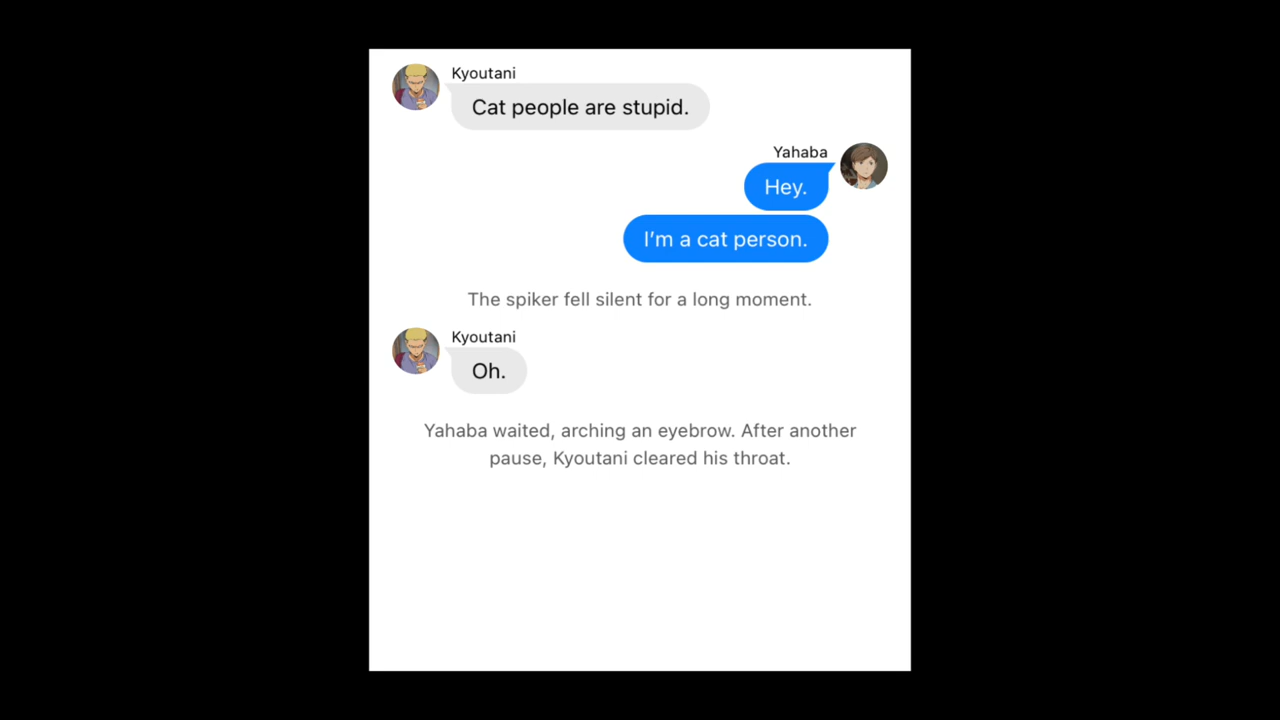 Kyoutani
Cat people are stupid.
Yahaba
Hey.
I’m a cat person.
The spiker fell silent for a long moment.
Kyoutani
Oh.
Yahaba waited, arching an eyebrow. After another
pause, Kyoutani cleared his throat.